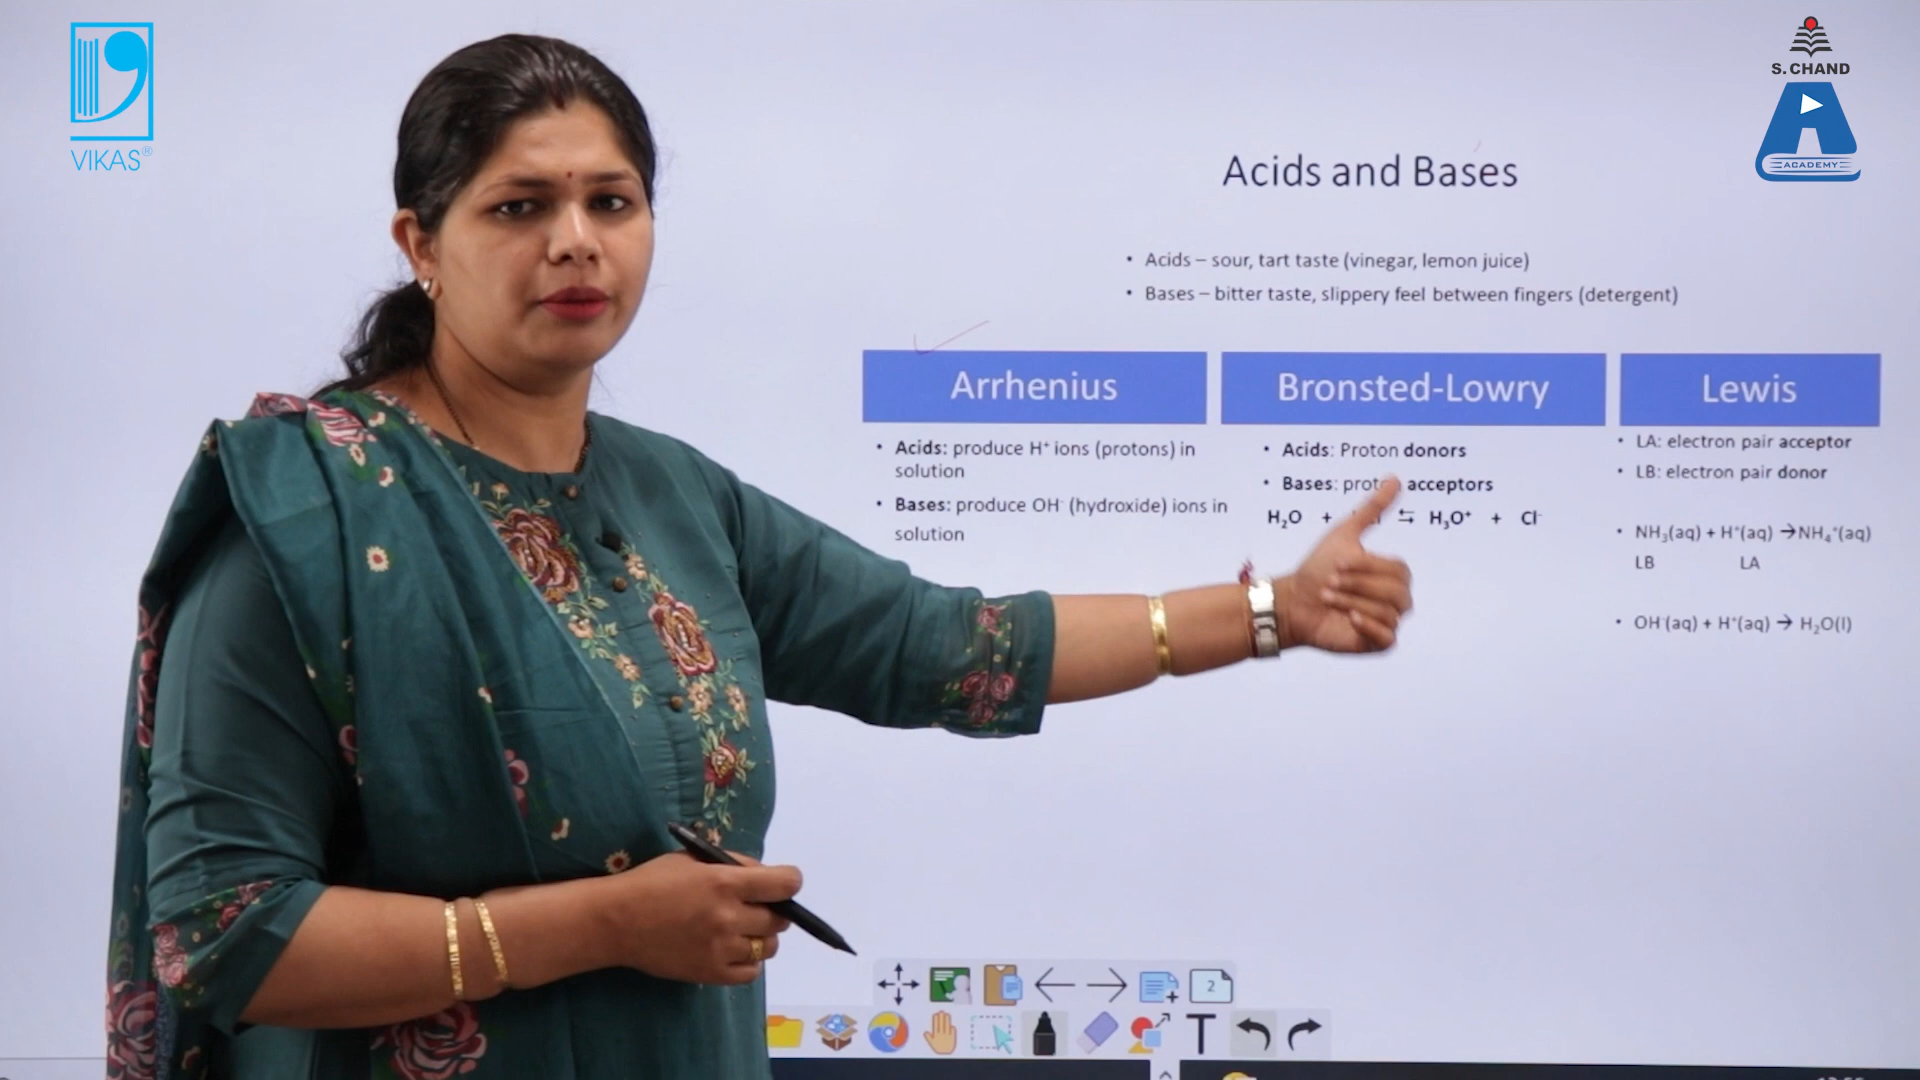 VIKAS®
S. CHAND
ACADEMY
Acids and Bases
• Acids – sour, tart taste (vinegar, lemon juice)
• Bases – bitter taste, slippery feel between fingers (detergent)
Arrhenius
• Acids: produce H⁺ ions (protons) in
solution
• Bases: produce OH⁻ (hydroxide) ions in
solution
Bronsted-Lowry
• Acids: Proton donors
• Bases: acceptors
H₂O + ⇆ H₃O⁺ + Cl⁻
Lewis
• LA: electron pair acceptor
• LB: electron pair donor
• NH₃(aq) + H⁺(aq) →NH₄⁺(aq)
LB LA
• OH⁻(aq) + H⁺(aq) → H₂O(l)
2
T